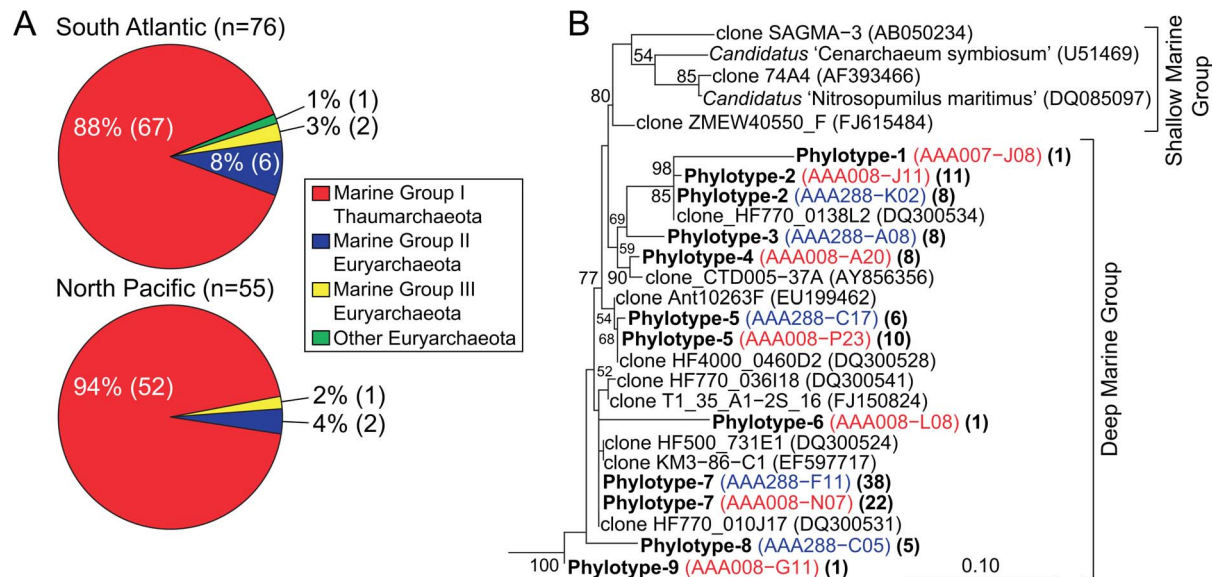 A
South Atlantic (n=76)
88% (67)
1% (1)
3% (2)
8% (6)
Marine Group I
Thaumarchaeota
Marine Group II
Euryarchaeota
Marine Group III
Euryarchaeota
Other Euryarchaeota
North Pacific (n=55)
94% (52)
2% (1)
4% (2)
B
clone SAGMA−3 (AB050234)
54
Candidatus ‘Cenarchaeum symbiosum’ (U51469)
85
clone 74A4 (AF393466)
80
Candidatus ‘Nitrosopumilus maritimus’ (DQ085097)
clone ZMEW40550_F (FJ615484)
Shallow Marine
Group
Phylotype-1 (AAA007−J08) (1)
98
Phylotype-2 (AAA008−J11) (11)
85
Phylotype-2 (AAA288−K02) (8)
clone_HF770_0138L2 (DQ300534)
69
Phylotype-3 (AAA288−A08) (8)
59
Phylotype-4 (AAA008−A20) (8)
77
90
clone_CTD005−37A (AY856356)
clone Ant10263F (EU199462)
54
Phylotype-5 (AAA288−C17) (6)
68
Phylotype-5 (AAA008−P23) (10)
clone HF4000_0460D2 (DQ300528)
52
clone HF770_036I18 (DQ300541)
clone T1_35_A1−2S_16 (FJ150824)
Phylotype-6 (AAA008−L08) (1)
clone HF500_731E1 (DQ300524)
clone KM3−86−C1 (EF597717)
Phylotype-7 (AAA288−F11) (38)
Phylotype-7 (AAA008−N07) (22)
clone HF770_010J17 (DQ300531)
Phylotype-8 (AAA288−C05) (5)
100
Phylotype-9 (AAA008−G11) (1)
Deep Marine Group
0.10